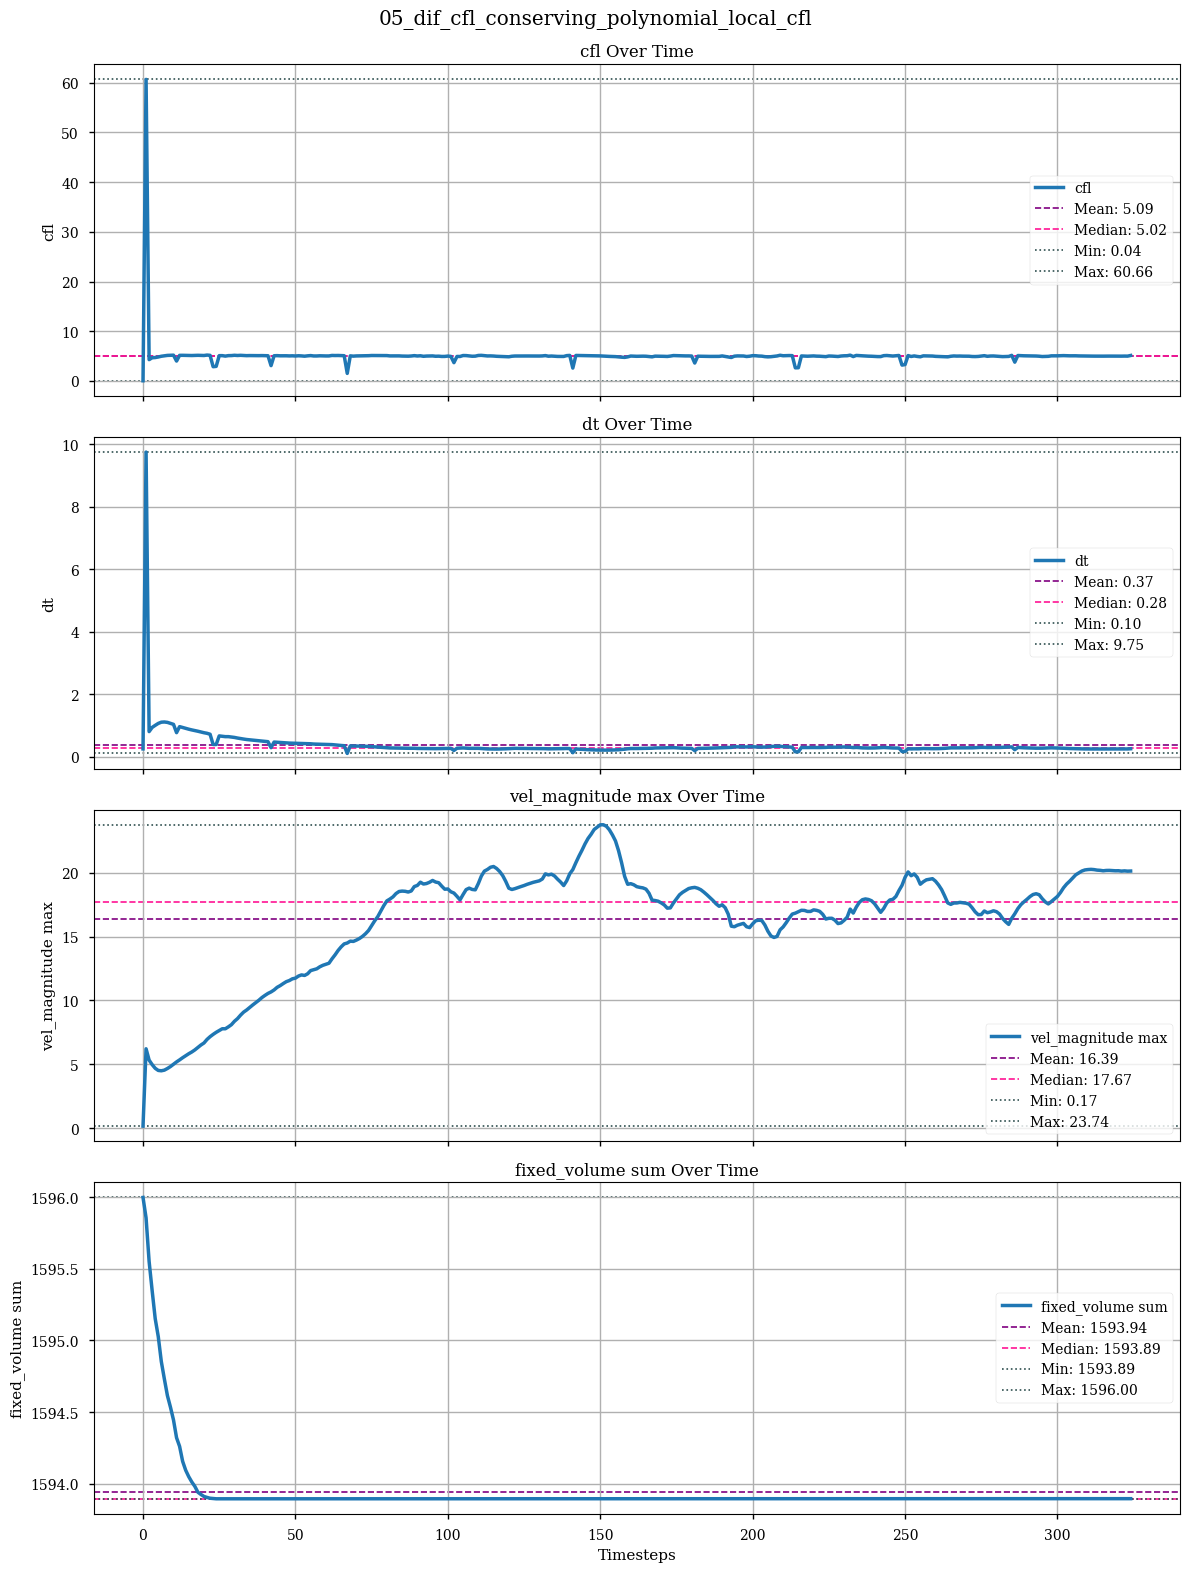 05_dif_cfl_conserving_polynomial_local_cfl
cfl Over Time
60
50
40
30
20
10
0
cfl
cfl
Mean: 5.09
Median: 5.02
Min: 0.04
Max: 60.66
dt Over Time
10
8
6
4
2
0
dt
dt
Mean: 0.37
Median: 0.28
Min: 0.10
Max: 9.75
vel_magnitude max Over Time
20
15
10
5
0
vel_magnitude max
vel_magnitude max
Mean: 16.39
Median: 17.67
Min: 0.17
Max: 23.74
fixed_volume sum Over Time
1596.0
1595.5
1595.0
1594.5
1594.0
fixed_volume sum
fixed_volume sum
Mean: 1593.94
Median: 1593.89
Min: 1593.89
Max: 1596.00
0 50 100 150 200 250 300
Timesteps